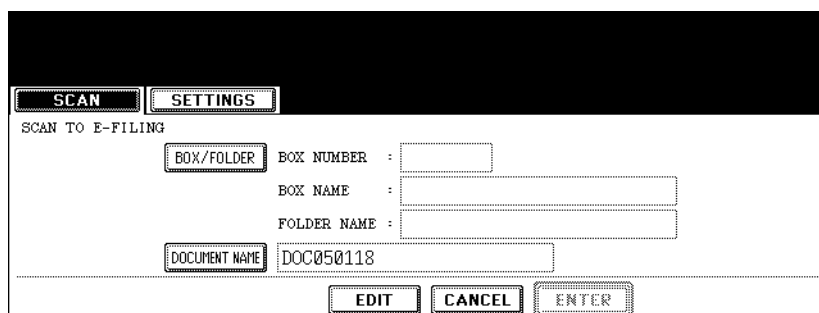 SCAN SETTINGS
SCAN TO E-FILING
BOX/FOLDER BOX NUMBER :
BOX NAME :
FOLDER NAME :
DOCUMENT NAME DOC050118
EDIT CANCEL ENTER